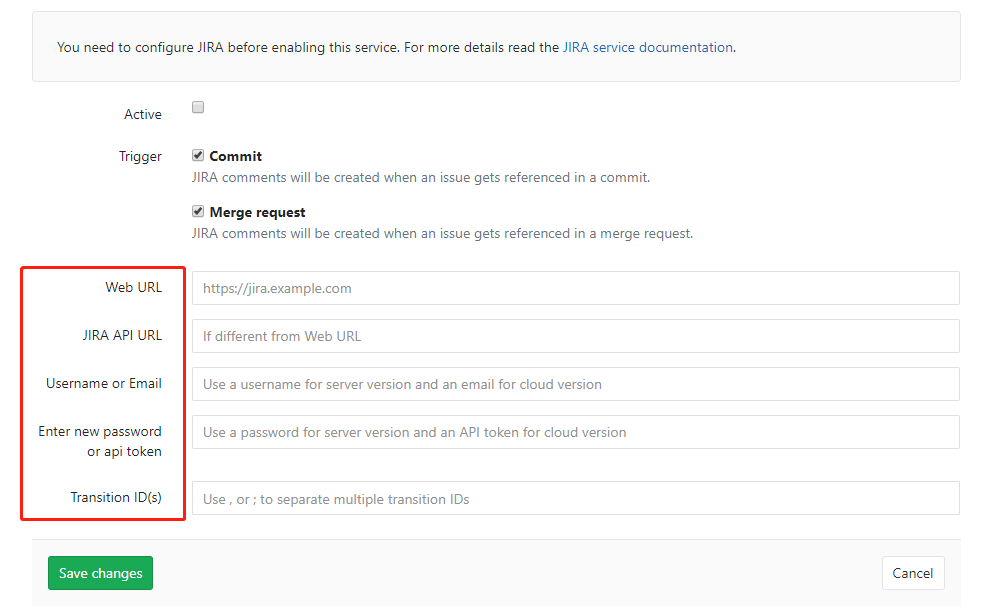 You need to configure JIRA before enabling this service. For more details read the JIRA service documentation.
Active
Trigger
Commit
JIRA comments will be created when an issue gets referenced in a commit.
Merge request
JIRA comments will be created when an issue gets referenced in a merge request.
Web URL
https://jira.example.com
JIRA API URL
If different from Web URL
Username or Email
Use a username for server version and an email for cloud version
Enter new password
or api token
Use a password for server version and an API token for cloud version
Transition ID(s)
Use , or ; to separate multiple transition IDs
Save changes
Cancel